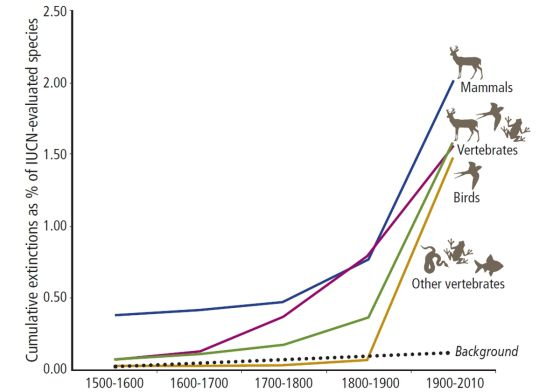 Cumulative extinctions as % of IUCN-evaluated species
2.50
2.00
1.50
1.00
0.50
0.00
Mammals
Vertebrates
Birds
Other vertebrates
Background
1500-1600
1600-1700
1700-1800
1800-1900
1900-2010